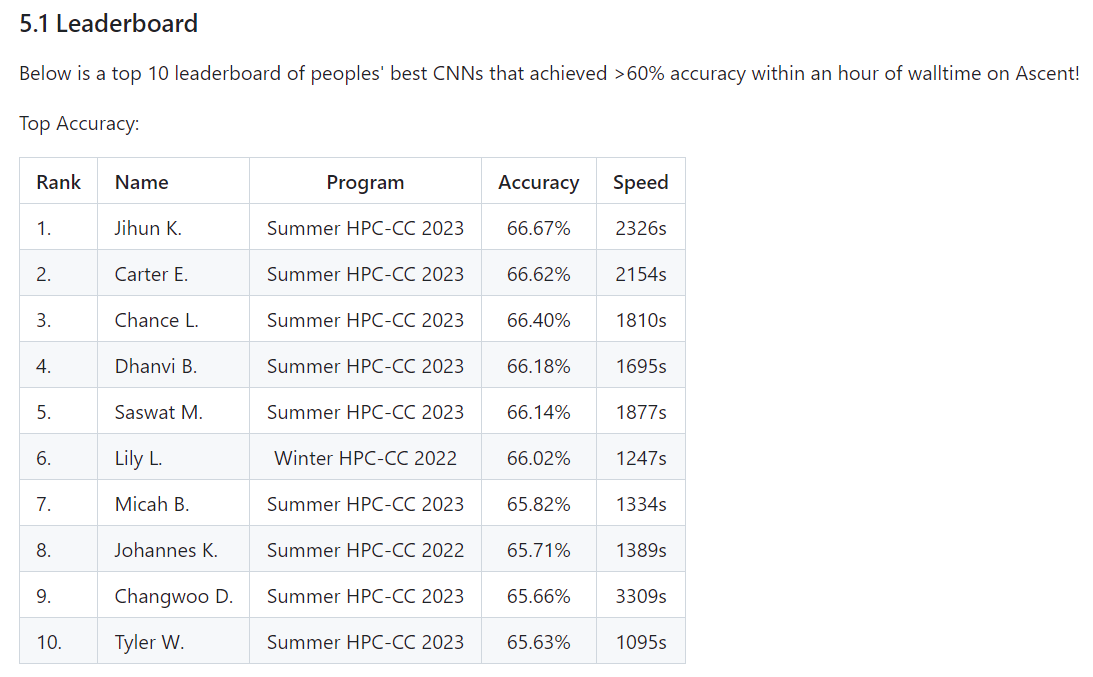 5.1 Leaderboard
Below is a top 10 leaderboard of peoples' best CNNs that achieved >60% accuracy within an hour of walltime on Ascent!
Top Accuracy:
Rank Name Program Accuracy Speed
1. Jihun K. Summer HPC-CC 2023 66.67% 2326s
2. Carter E. Summer HPC-CC 2023 66.62% 2154s
3. Chance L. Summer HPC-CC 2023 66.40% 1810s
4. Dhanvi B. Summer HPC-CC 2023 66.18% 1695s
5. Saswat M. Summer HPC-CC 2023 66.14% 1877s
6. Lily L. Winter HPC-CC 2022 66.02% 1247s
7. Micah B. Summer HPC-CC 2023 65.82% 1334s
8. Johannes K. Summer HPC-CC 2022 65.71% 1389s
9. Changwoo D. Summer HPC-CC 2023 65.66% 3309s
10. Tyler W. Summer HPC-CC 2023 65.63% 1095s